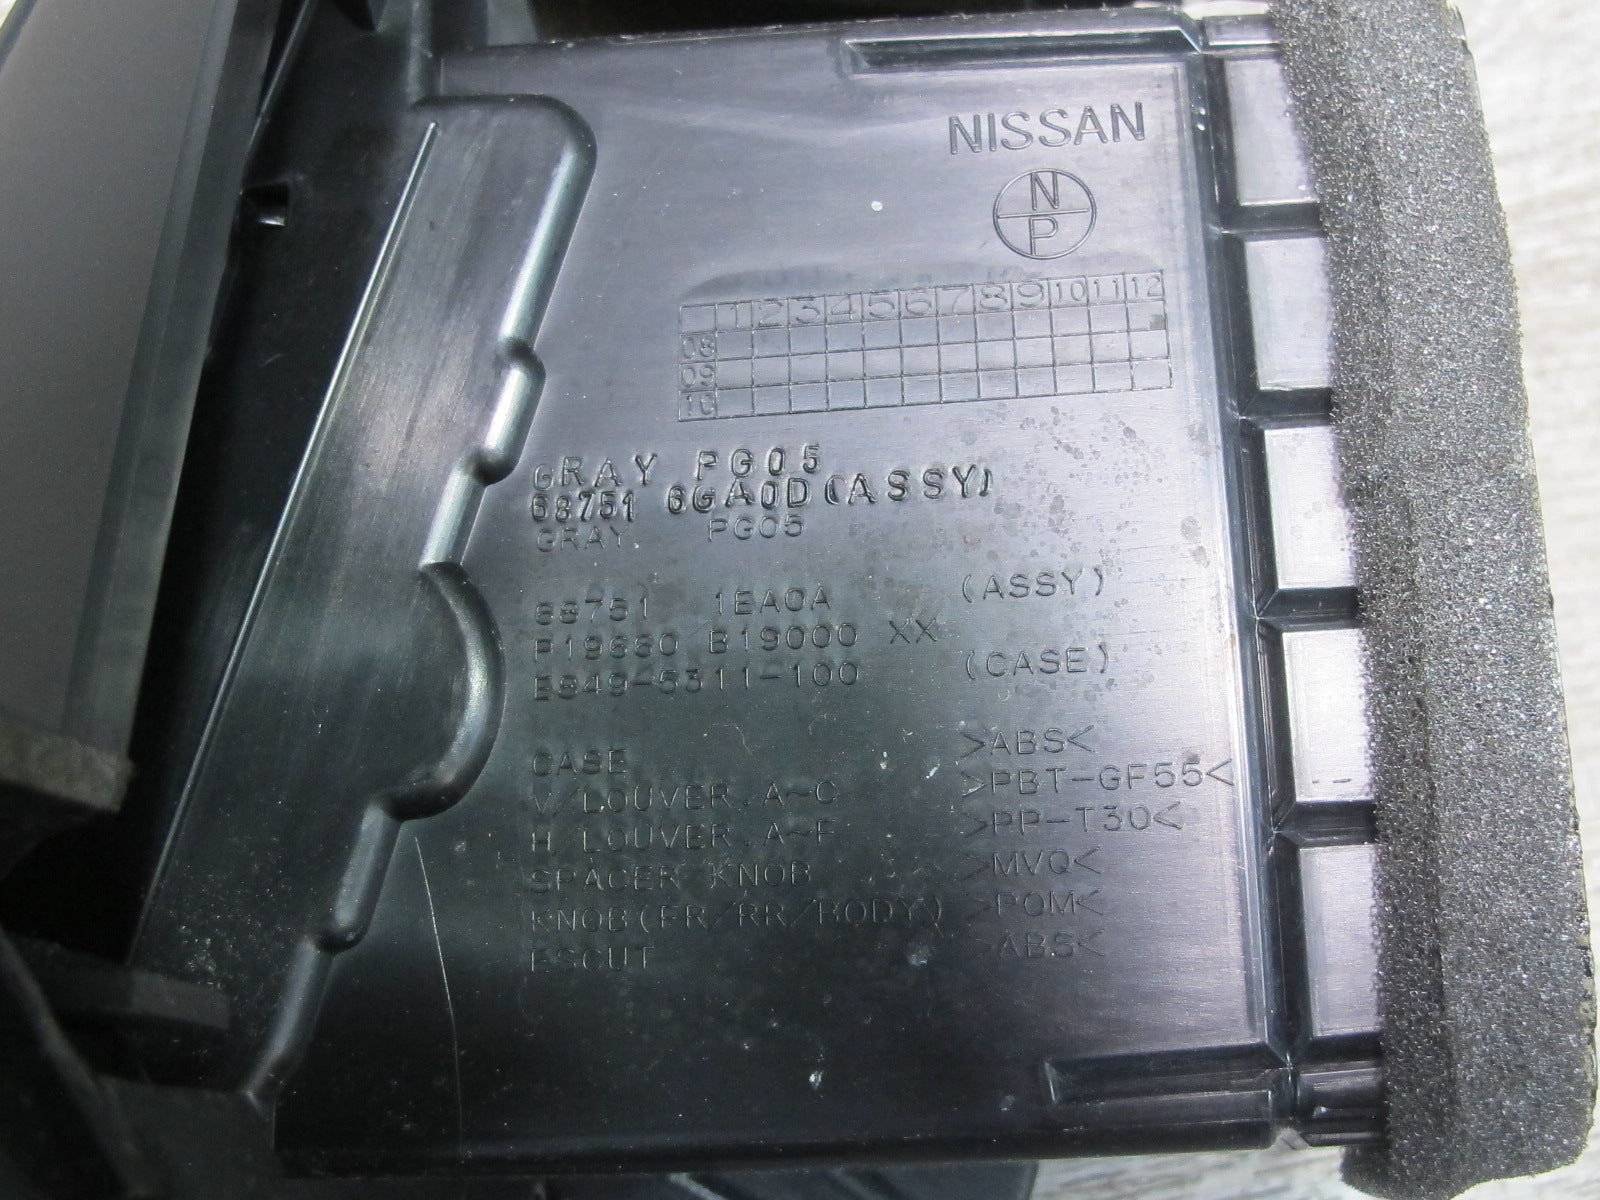 NISSAN
N
P
1 2 3 4 5 6 7 8 9 10 11 12
08
09
10
GRAY PG05
68751 6GA0D (ASSY)
GRAY PG05
68751 1EA0A (ASSY)
P19660 B19000 XX
E849-5311-100 (CASE)
CASE >ABS<
V/LOUVER.A~C >PBT-GF55<
H/LOUVER.A~F >PP-T30<
SPACER KNOB >MVQ<
KNOB(FR/RR/BODY) >POM<
ESCUT >ABS<